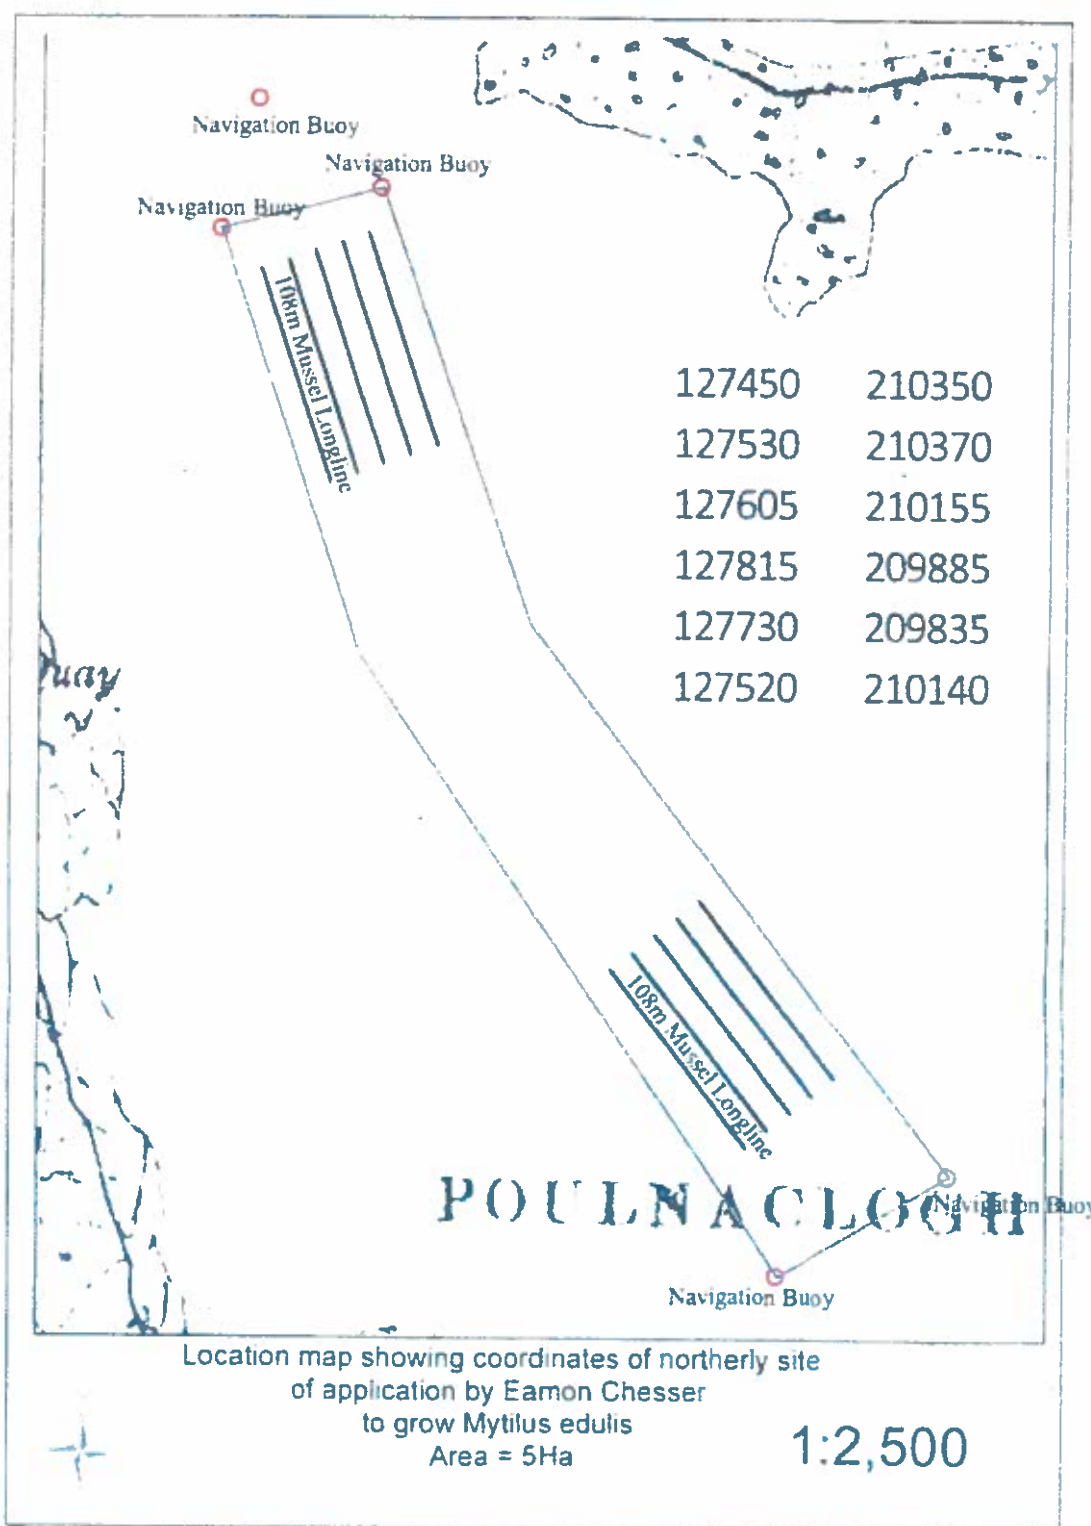 Navigation Buoy
Navigation Buoy
Navigation Buoy
108m Mussel Longline
127450 210350
127530 210370
127605 210155
127815 209885
127730 209835
127520 210140
108m Mussel Longline
POULNACLOGH
Navigation Buoy
Navigation Buoy
Location map showing coordinates of northerly site
of application by Eamon Chesser
to grow Mytilus edulis
Area = 5Ha
1:2,500